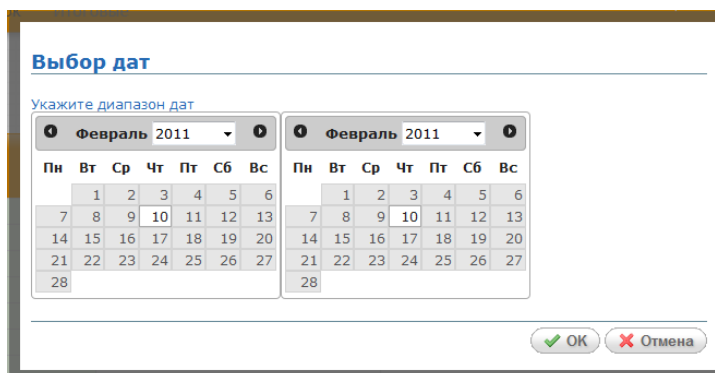 Выбор дат
Укажите диапазон дат
Февраль 2011 Февраль 2011
Пн Вт Ср Чт Пт Сб Вс Пн Вт Ср Чт Пт Сб Вс
1 2 3 4 5 6 1 2 3 4 5 6
7 8 9 10 11 12 13 7 8 9 10 11 12 13
14 15 16 17 18 19 20 14 15 16 17 18 19 20
21 22 23 24 25 26 27 21 22 23 24 25 26 27
28 28
OK Отмена